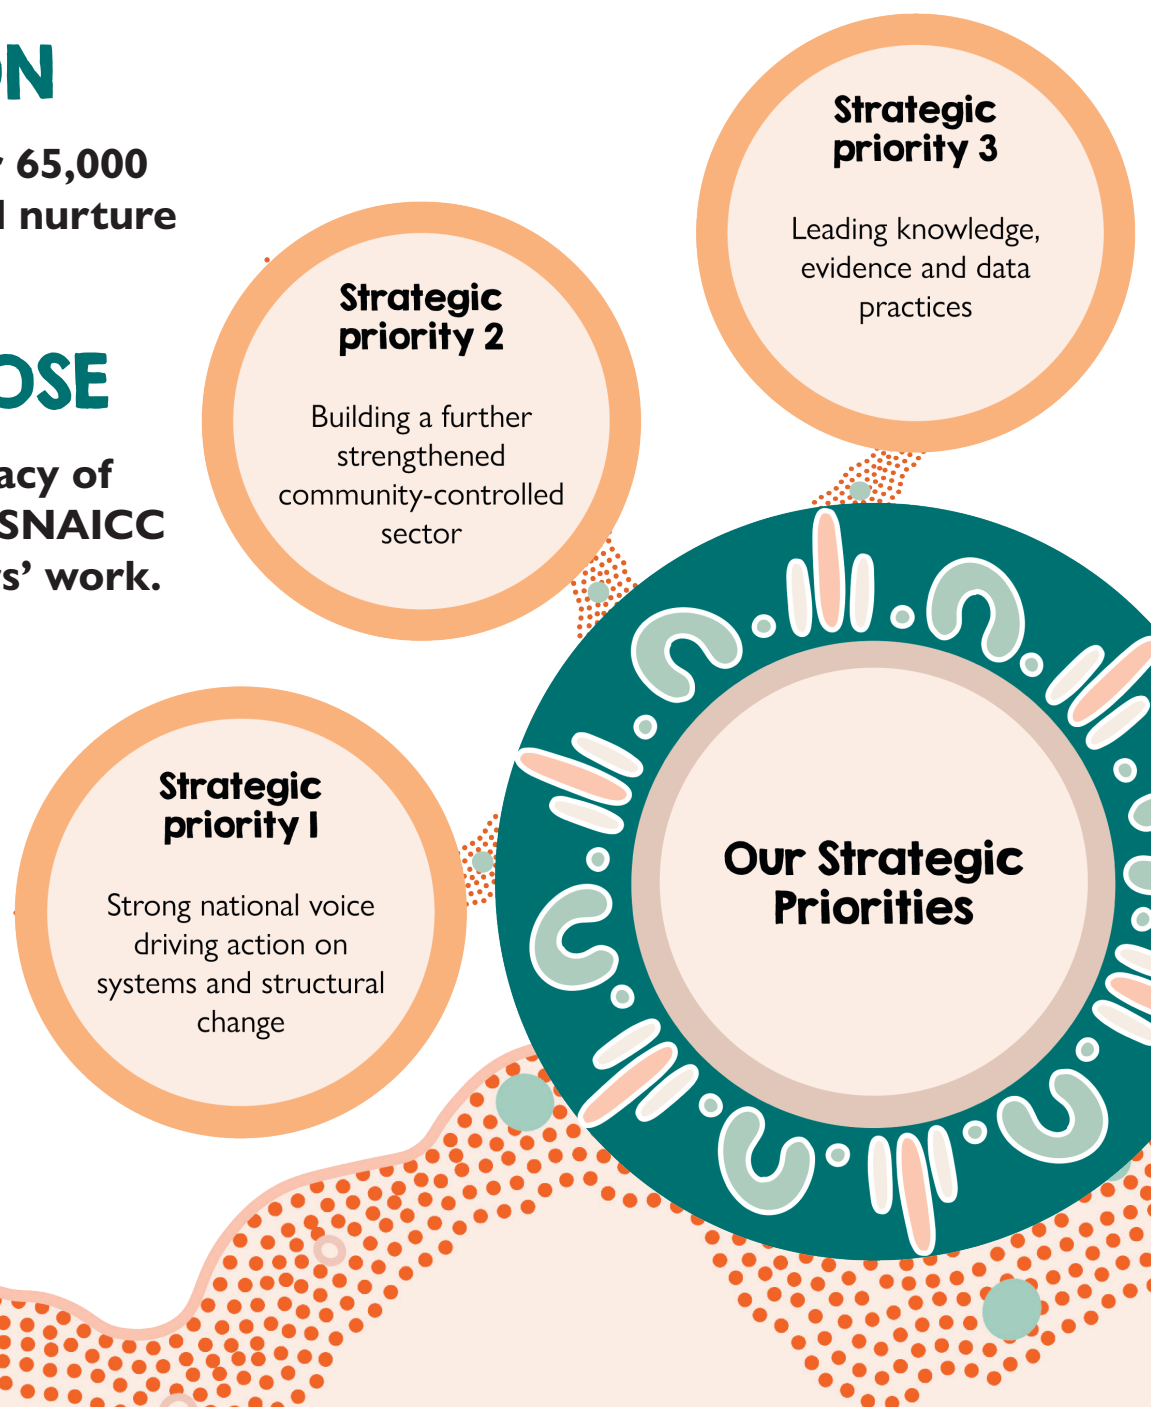 65,000
nurture
SNAICC
work.
Strategic
priority 3
Leading knowledge,
evidence and data
practices
Strategic
priority 2
Building a further
strengthened
community-controlled
sector
Strategic
priority 1
Strong national voice
driving action on
systems and structural
change
Our Strategic
Priorities